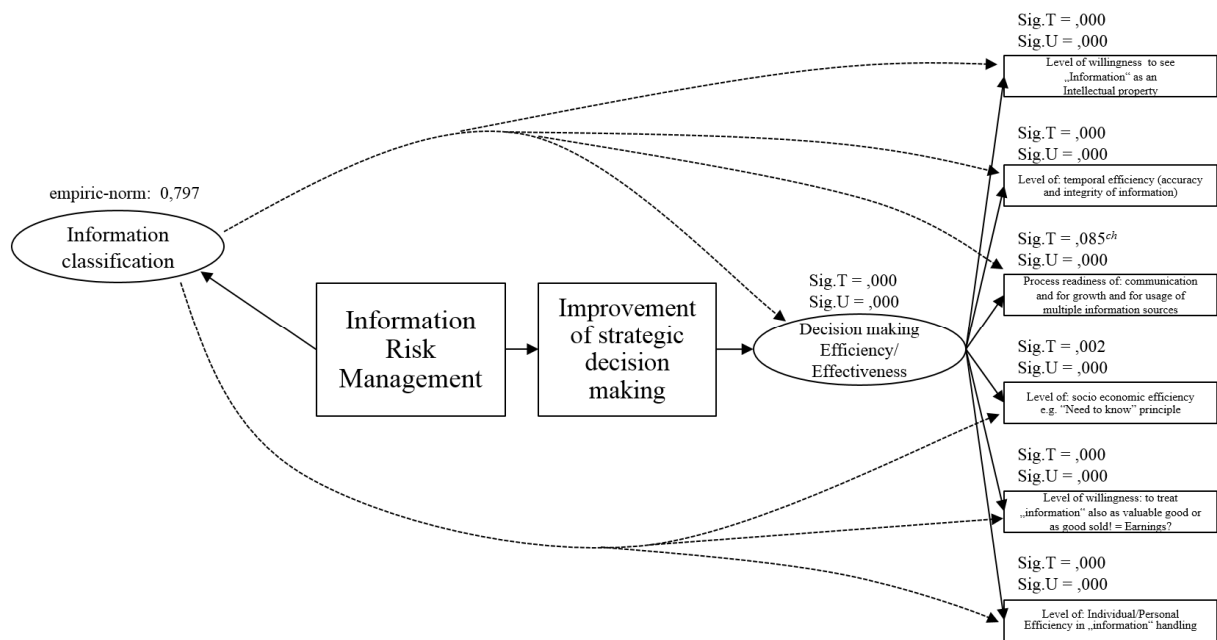 Sig.T = ,000
Sig.U = ,000
Level of willingness to see
„Information“ as an
Intellectual property
Sig.T = ,000
Sig.U = ,000
Level of: temporal efficiency (accuracy
and integrity of information)
empiric-norm: 0,797
Information
classification
Sig.T = ,085ᶜʰ
Sig.U = ,000
Process readiness of: communication
and for growth and for usage of
multiple information sources
Information
Risk
Management
Improvement
of strategic
decision
making
Sig.T = ,000
Sig.U = ,000
Decision making
Efficiency/
Effectiveness
Sig.T = ,002
Sig.U = ,000
Level of: socio economic efficiency
e.g. “Need to know” principle
Sig.T = ,000
Sig.U = ,000
Level of willingness: to treat
„information“ also as valuable good or
as good sold! = Earnings?
Sig.T = ,000
Sig.U = ,000
Level of: Individual/Personal
Efficiency in „information“ handling